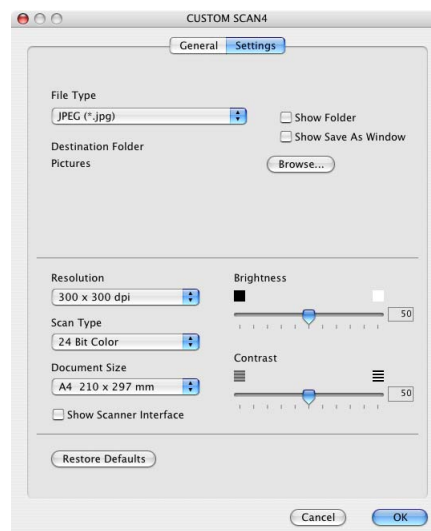 CUSTOM SCAN4
General Settings
File Type
JPEG (*.jpg)
Show Folder
Show Save As Window
Destination Folder
Pictures
Browse...
Resolution
300 x 300 dpi
Scan Type
24 Bit Color
Document Size
A4 210 x 297 mm
Show Scanner Interface
Brightness
50
Contrast
50
Restore Defaults
Cancel OK